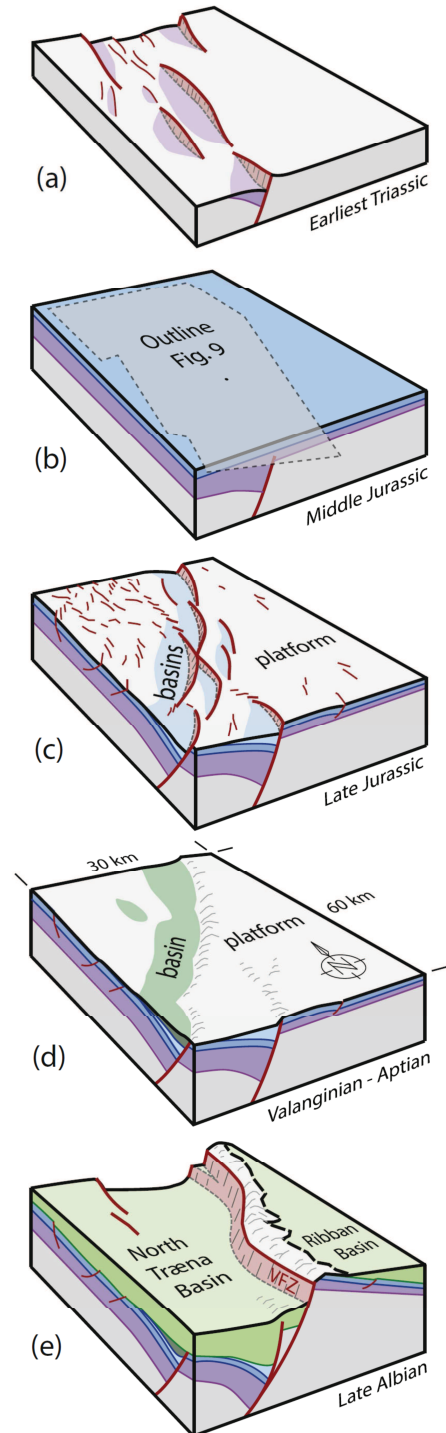 (a)
Earliest Triassic
Outline
Fig. 9
(b)
Middle Jurassic
basins
platform
(c)
Late Jurassic
30 km
60 km
basin
platform
N
(d)
Valanginian - Aptian
North
Træna
Basin
VFZ
Ribban
Basin
(e)
Late Albian